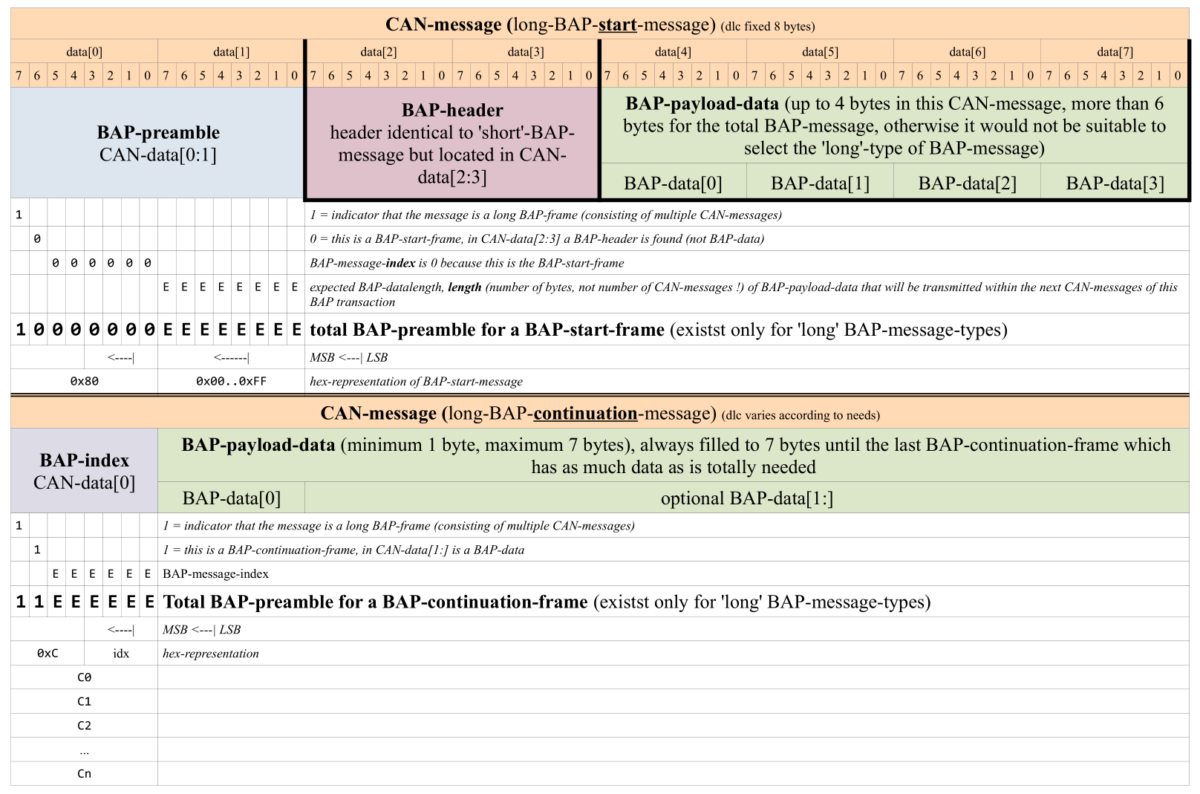 CAN-message (long-BAP-start-message) (dlc fixed 8 bytes)
data[0] data[1] data[2] data[3] data[4] data[5] data[6] data[7]
7 6 5 4 3 2 1 0 7 6 5 4 3 2 1 0 7 6 5 4 3 2 1 0 7 6 5 4 3 2 1 0 7 6 5 4 3 2 1 0 7 6 5 4 3 2 1 0 7 6 5 4 3 2 1 0 7 6 5 4 3 2 1 0
BAP-preamble
CAN-data[0:1]
BAP-header
header identical to 'short'-BAP-
message but located in CAN-
data[2:3]
BAP-payload-data (up to 4 bytes in this CAN-message, more than 6
bytes for the total BAP-message, otherwise it would not be suitable to
select the 'long'-type of BAP-message)
BAP-data[0] BAP-data[1] BAP-data[2] BAP-data[3]
1 1 = indicator that the message is a long BAP-frame (consisting of multiple CAN-messages)
0 0 = this is a BAP-start-frame, in CAN-data[2:3] a BAP-header is found (not BAP-data)
0 0 0 0 0 0 BAP-message-index is 0 because this is the BAP-start-frame
E E E E E E E E expected BAP-datalength, length (number of bytes, not number of CAN-messages !) of BAP-payload-data that will be transmitted within the next CAN-messages of this
BAP transaction
1 0 0 0 0 0 0 0 E E E E E E E E total BAP-preamble for a BAP-start-frame (existst only for 'long' BAP-message-types)
<----| <------| MSB <---| LSB
0x80 0x00..0xFF hex-representation of BAP-start-message
CAN-message (long-BAP-continuation-message) (dlc varies according to needs)
BAP-index
CAN-data[0]
BAP-payload-data (minimum 1 byte, maximum 7 bytes), always filled to 7 bytes until the last BAP-continuation-frame which
has as much data as is totally needed
BAP-data[0] optional BAP-data[1:]
1 1 = indicator that the message is a long BAP-frame (consisting of multiple CAN-messages)
1 1 = this is a BAP-continuation-frame, in CAN-data[1:] is a BAP-data
E E E E E E BAP-message-index
1 1 E E E E E E Total BAP-preamble for a BAP-continuation-frame (existst only for 'long' BAP-message-types)
<----| MSB <---| LSB
0xC idx hex-representation
C0
C1
C2
...
Cn